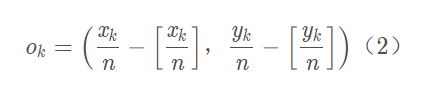 o_k = ( x_k/n − [ x_k/n ], y_k/n − [ y_k/n ] ) (2)